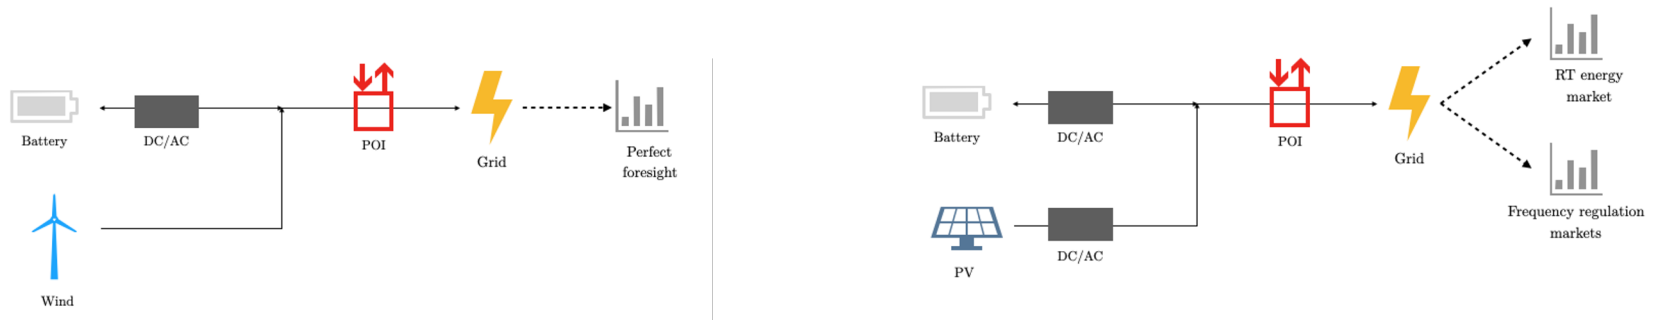 Battery
DC/AC
POI
Grid
Perfect
foresight
Wind
Battery
DC/AC
POI
Grid
RT energy
market
Frequency regulation
markets
DC/AC
PV